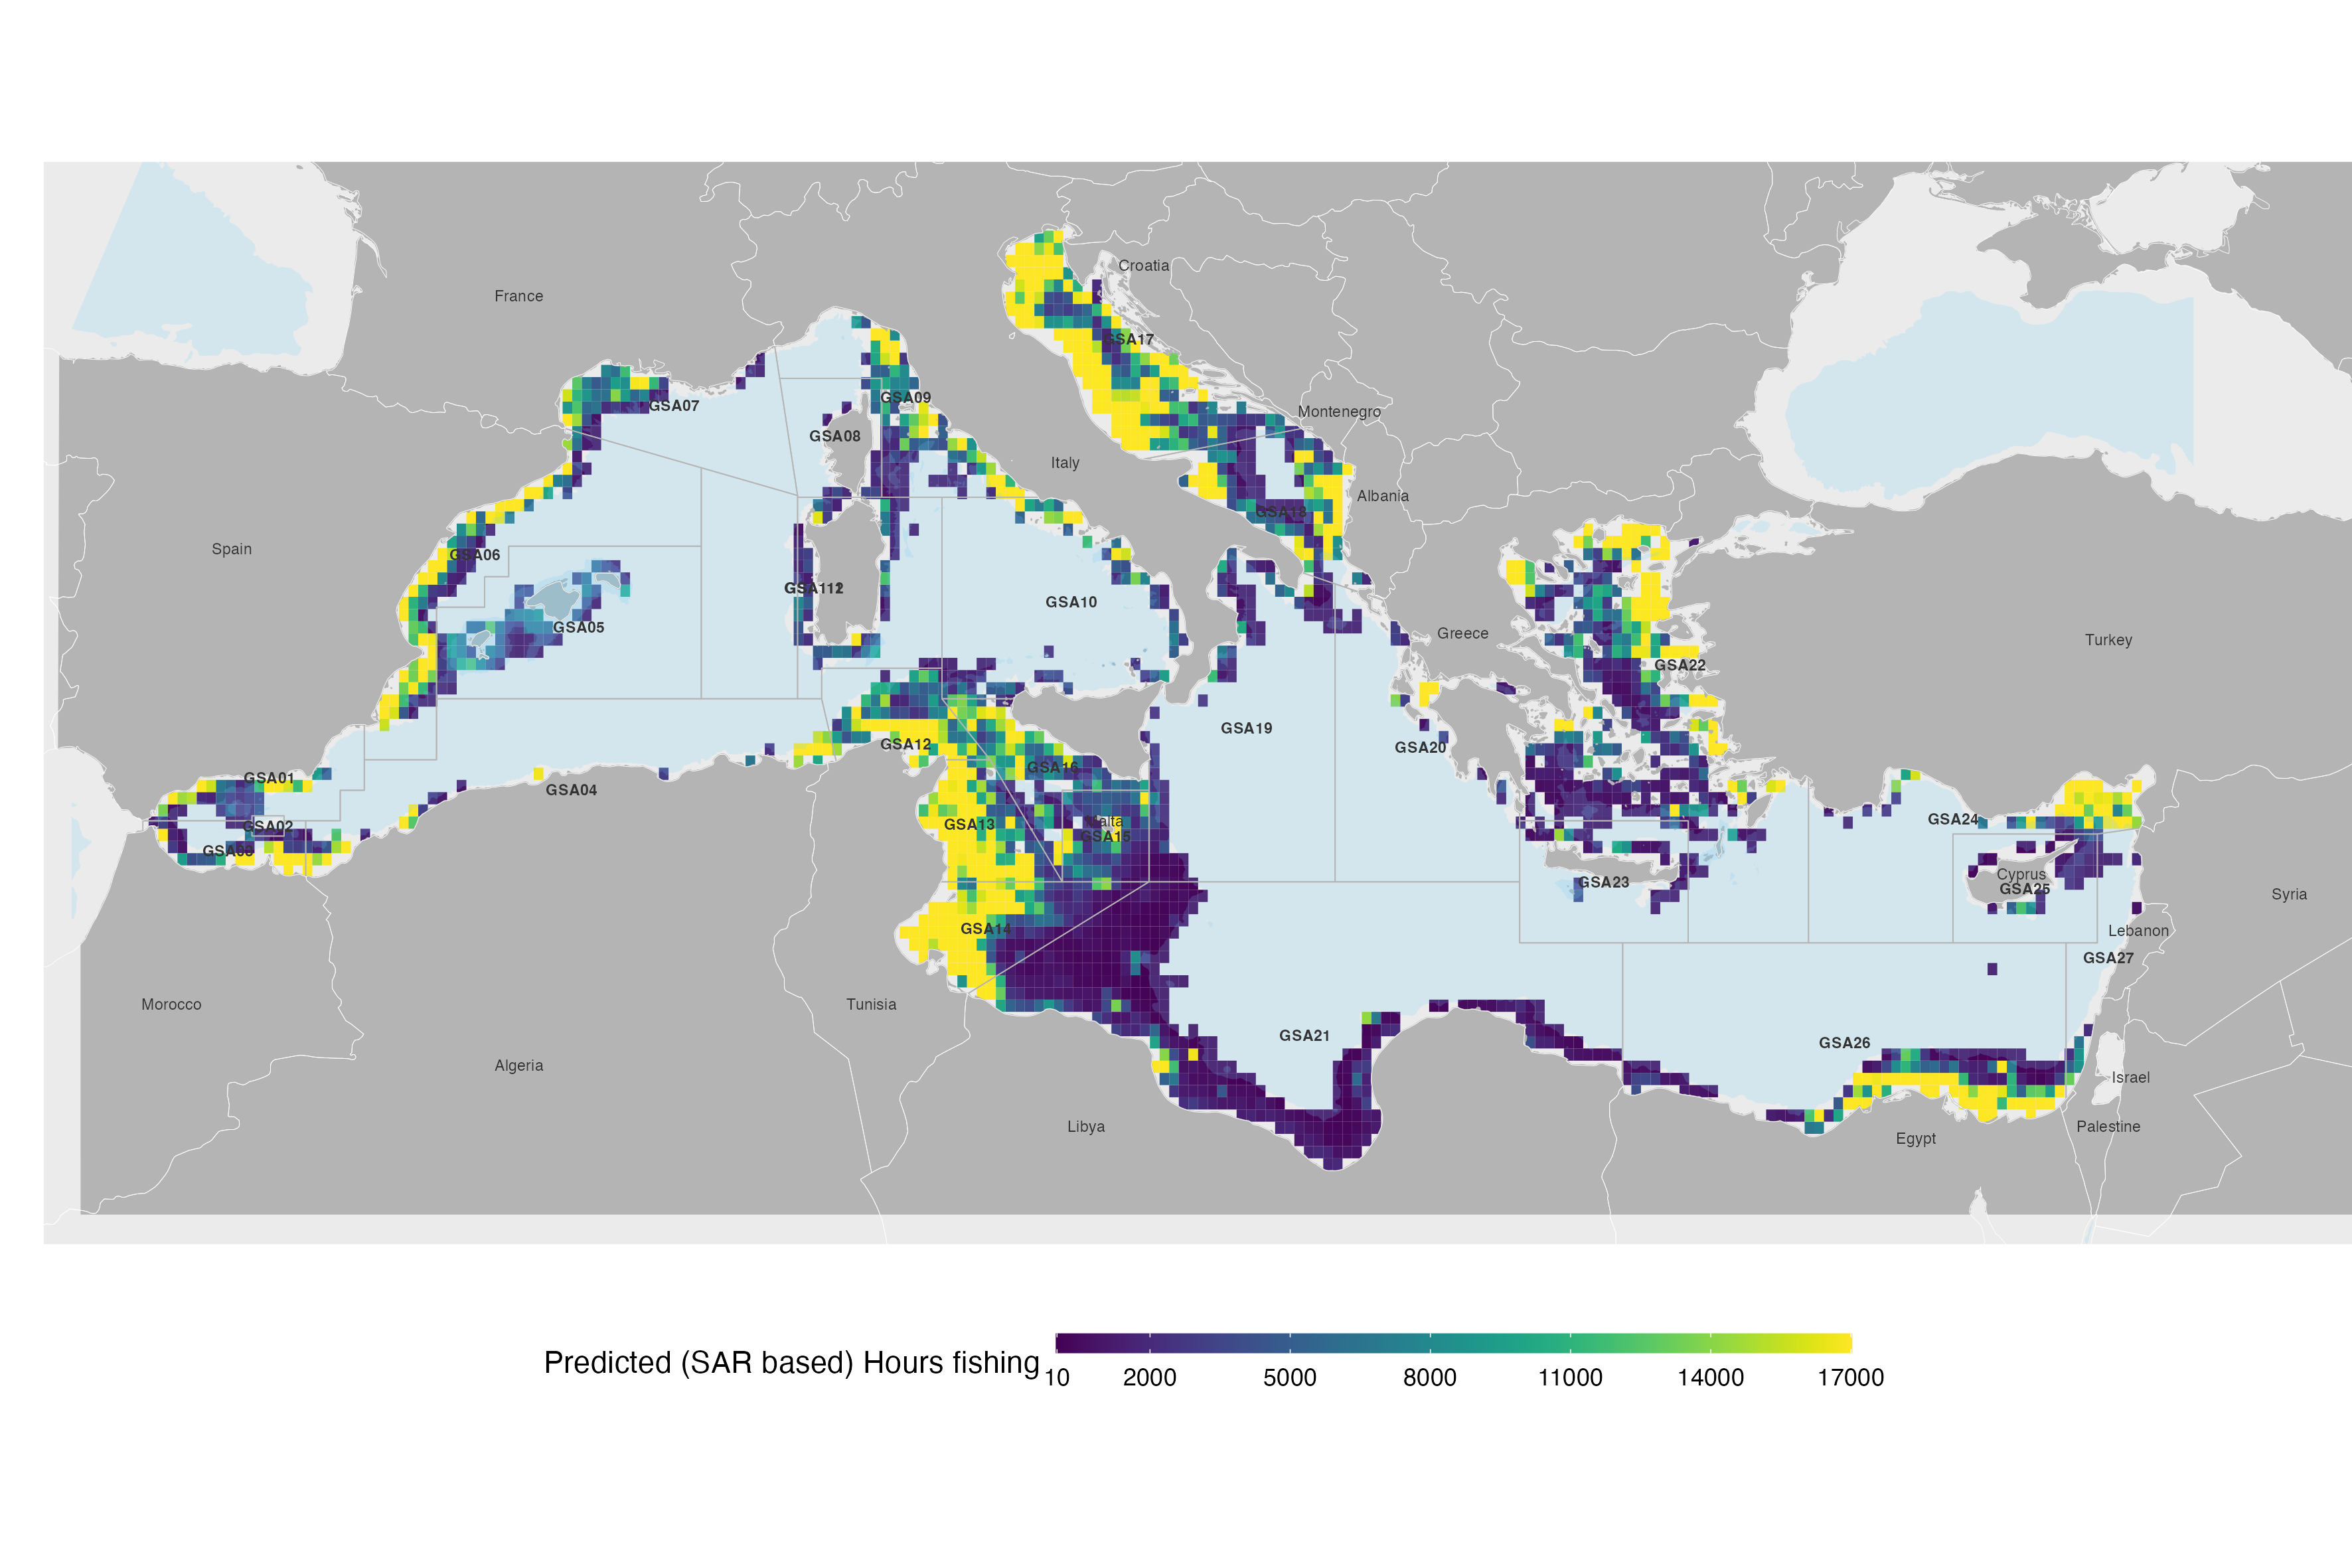 Croatia
France
GSA17
GSA09
GSA07
Montenegro
GSA08
Italy
Albania
GSA18
Spain
GSA06
GSA112
GSA10
GSA05
Greece
Turkey
GSA22
GSA19
GSA12
GSA20
GSA16
GSA01
GSA04
GSA24
Malta
GSA13
GSA02
GSA15
GSA03
Cyprus
GSA23
GSA25
Syria
GSA14
Lebanon
GSA27
Morocco
Tunisia
GSA21
GSA26
Algeria
Israel
Libya
Palestine
Egypt
Predicted (SAR based) Hours fishing
10 2000 5000 8000 11000 14000 17000